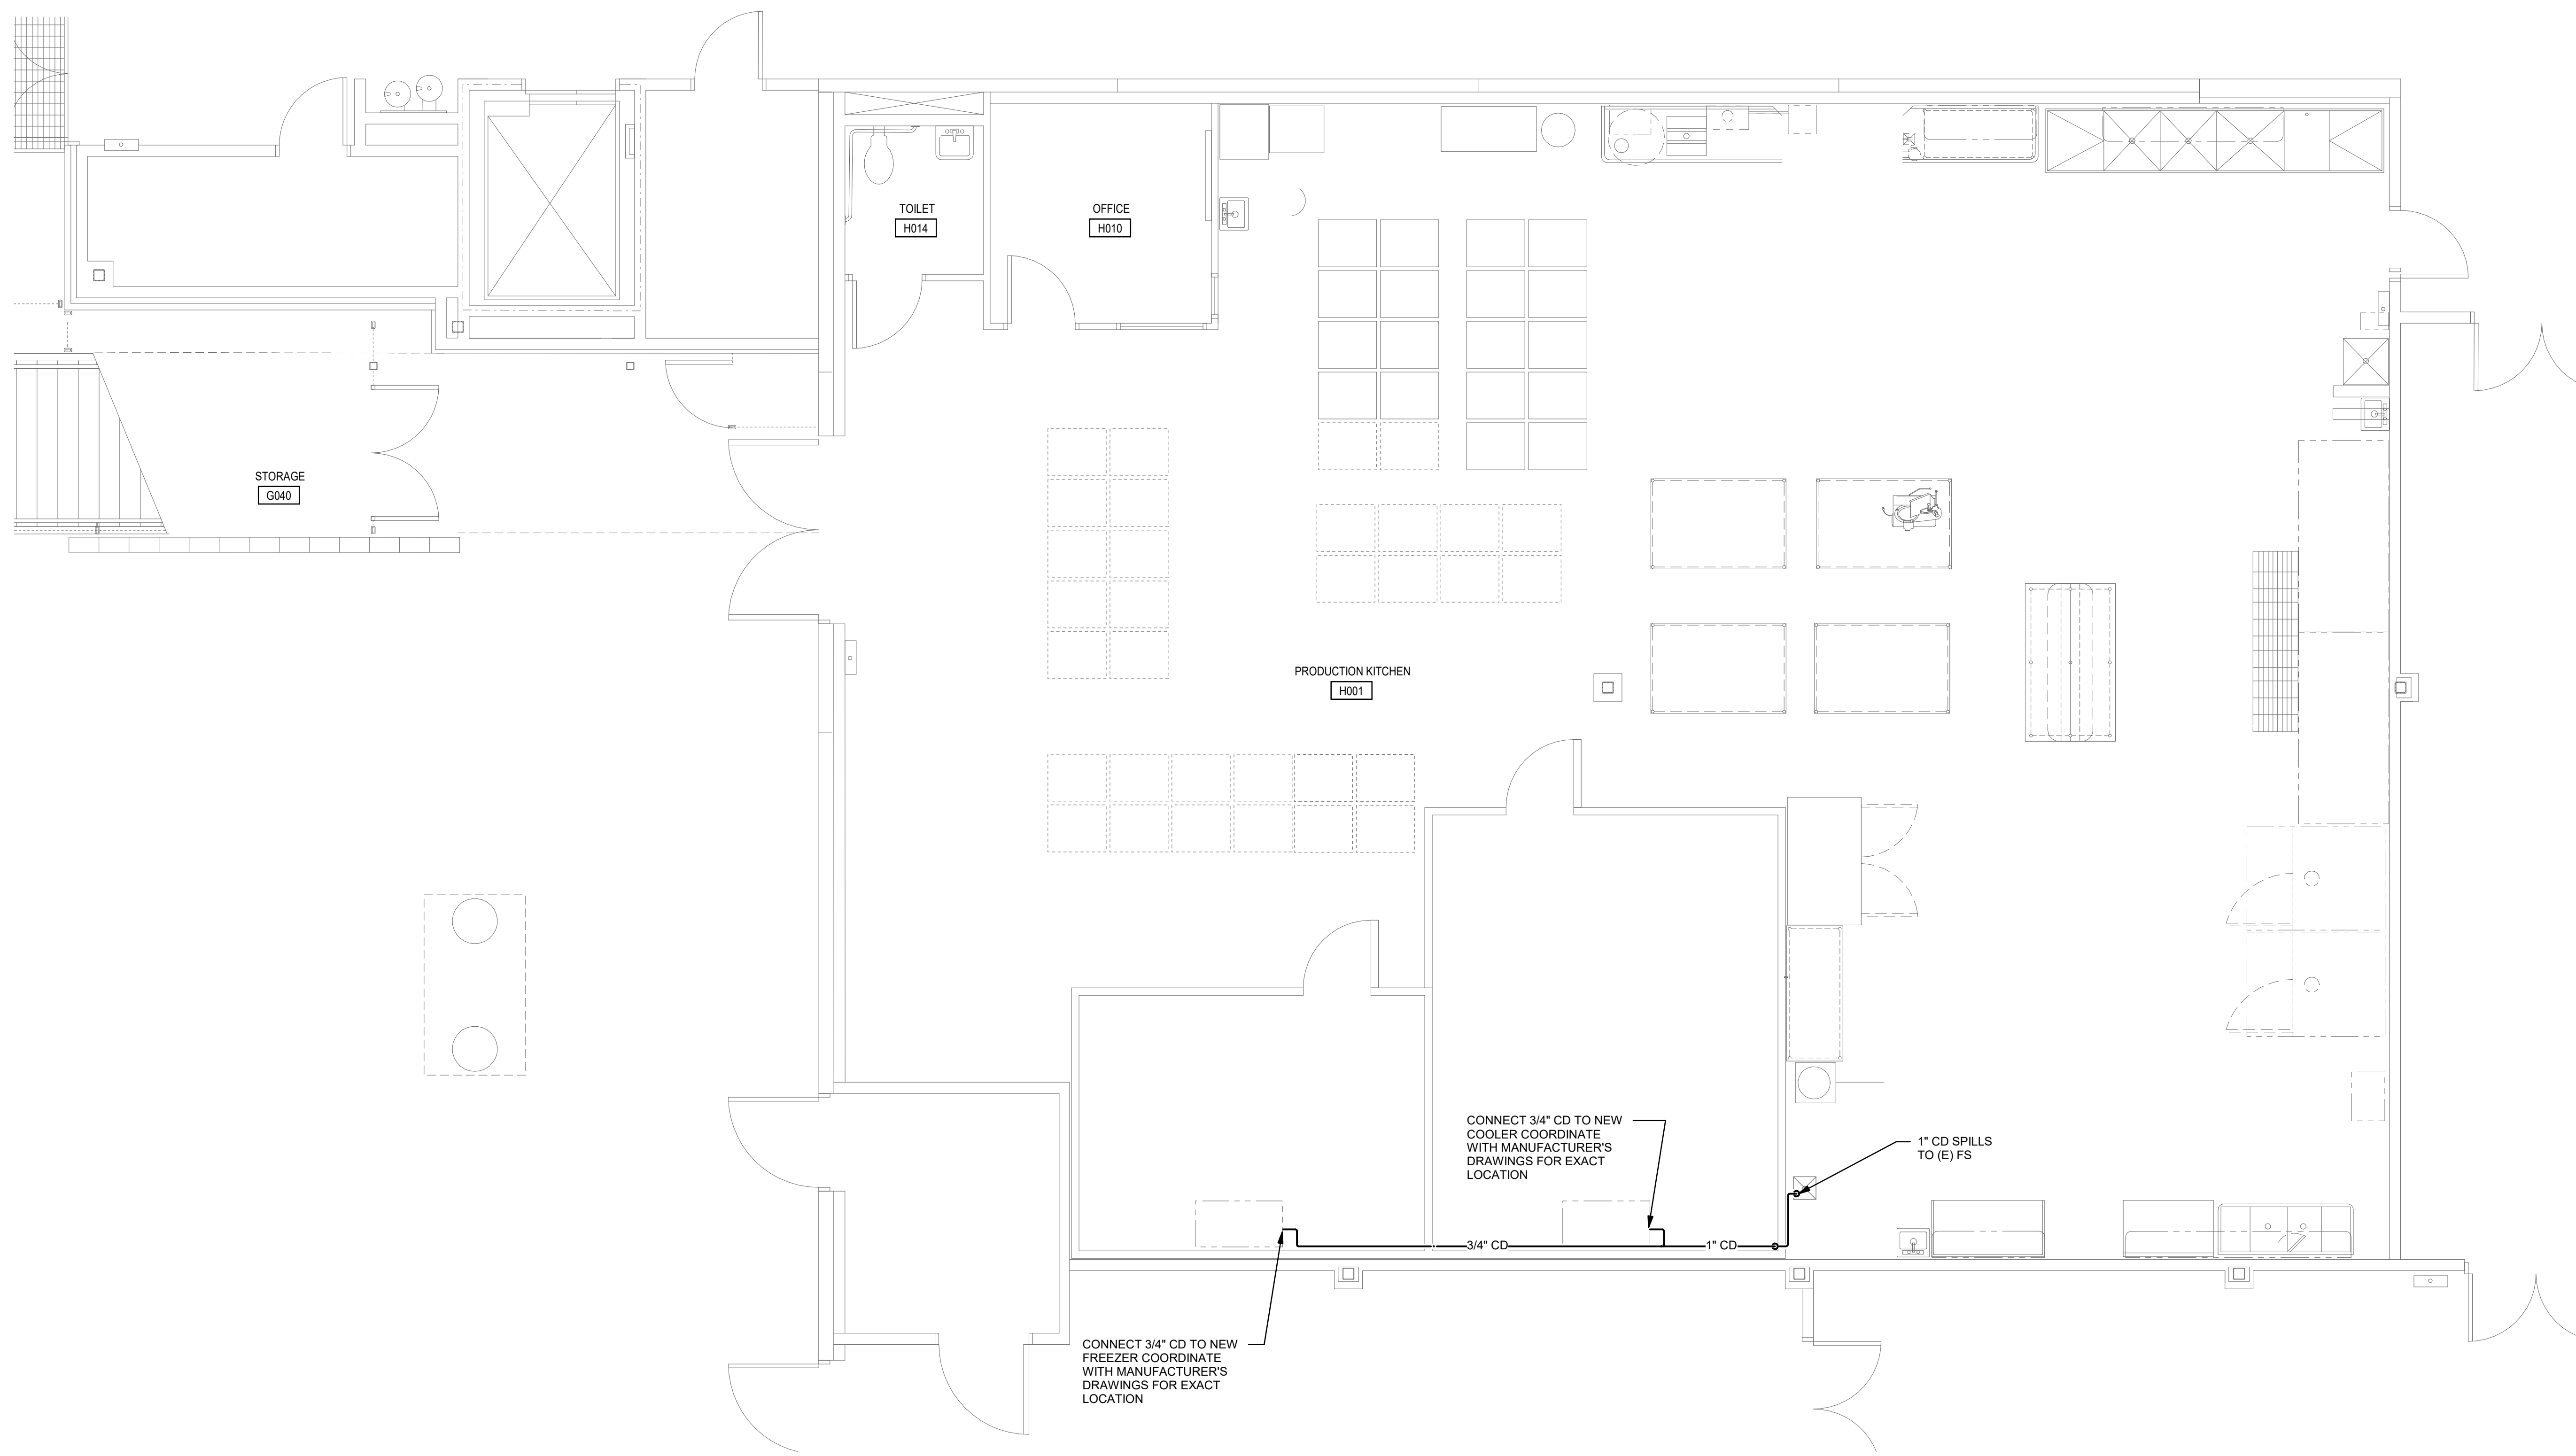 TOILET
H014
OFFICE
H010
STORAGE
G040
PRODUCTION KITCHEN
H001
CONNECT 3/4" CD TO NEW
COOLER COORDINATE
WITH MANUFACTURER'S
DRAWINGS FOR EXACT
LOCATION
1" CD SPILLS
TO (E) FS
3/4" CD
1" CD
CONNECT 3/4" CD TO NEW
FREEZER COORDINATE
WITH MANUFACTURER'S
DRAWINGS FOR EXACT
LOCATION